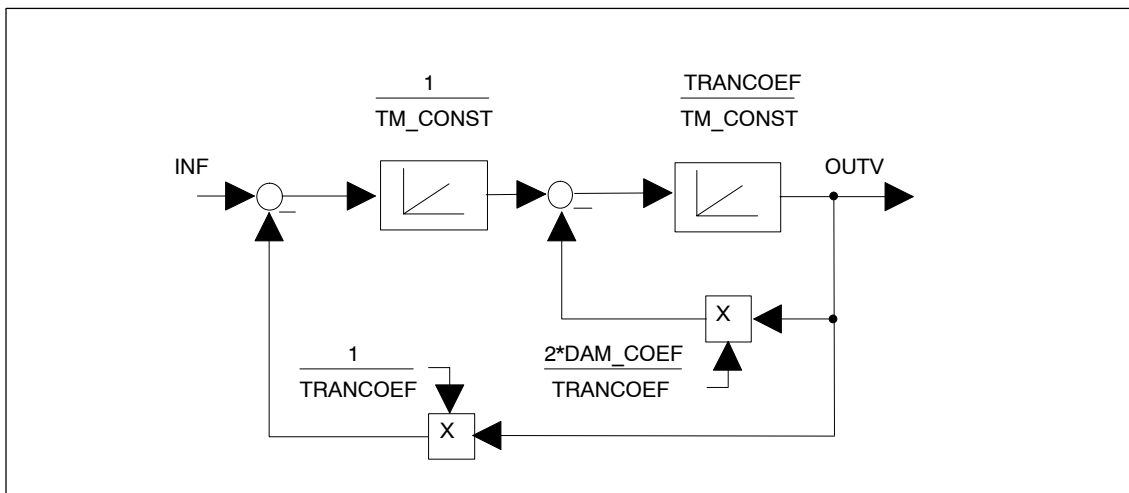 1
TM_CONST
TRANCOEF
TM_CONST
INF
OUTV
–
–
X
2*DAM_COEF
TRANCOEF
1
TRANCOEF
X